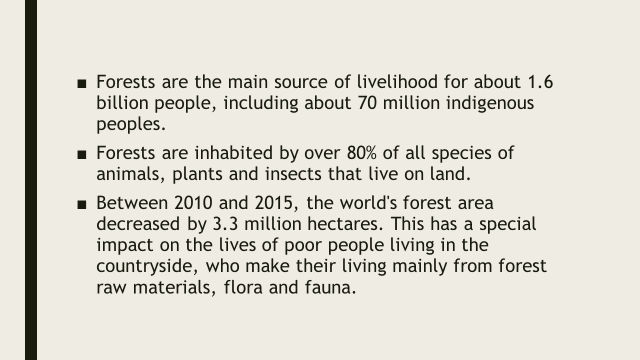 ■ Forests are the main source of livelihood for about 1.6
billion people, including about 70 million indigenous
peoples.
■ Forests are inhabited by over 80% of all species of
animals, plants and insects that live on land.
■ Between 2010 and 2015, the world's forest area
decreased by 3.3 million hectares. This has a special
impact on the lives of poor people living in the
countryside, who make their living mainly from forest
raw materials, flora and fauna.